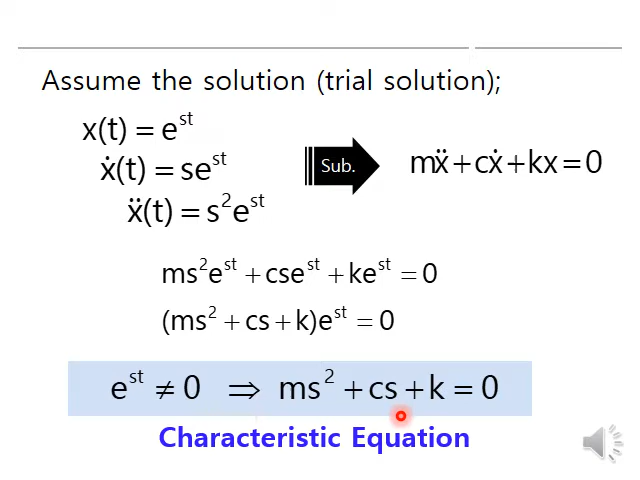 Assume the solution (trial solution);
x(t) = e^st
ẋ(t) = se^st
ẍ(t) = s²e^st
Sub.
mẍ + cẋ + kx = 0
ms²e^st + cse^st + ke^st = 0
(ms² + cs + k)e^st = 0
e^st ≠ 0 ⇒ ms² + cs + k = 0
Characteristic Equation